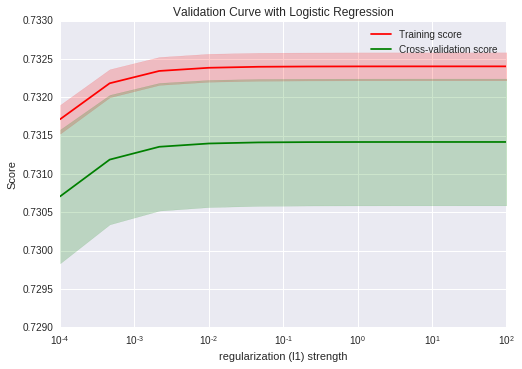 Validation Curve with Logistic Regression
0.7330
0.7325
0.7320
0.7315
0.7310
0.7305
0.7300
0.7295
0.7290
Score
Training score
Cross-validation score
10⁻⁴ 10⁻³ 10⁻² 10⁻¹ 10⁰ 10¹ 10²
regularization (l1) strength